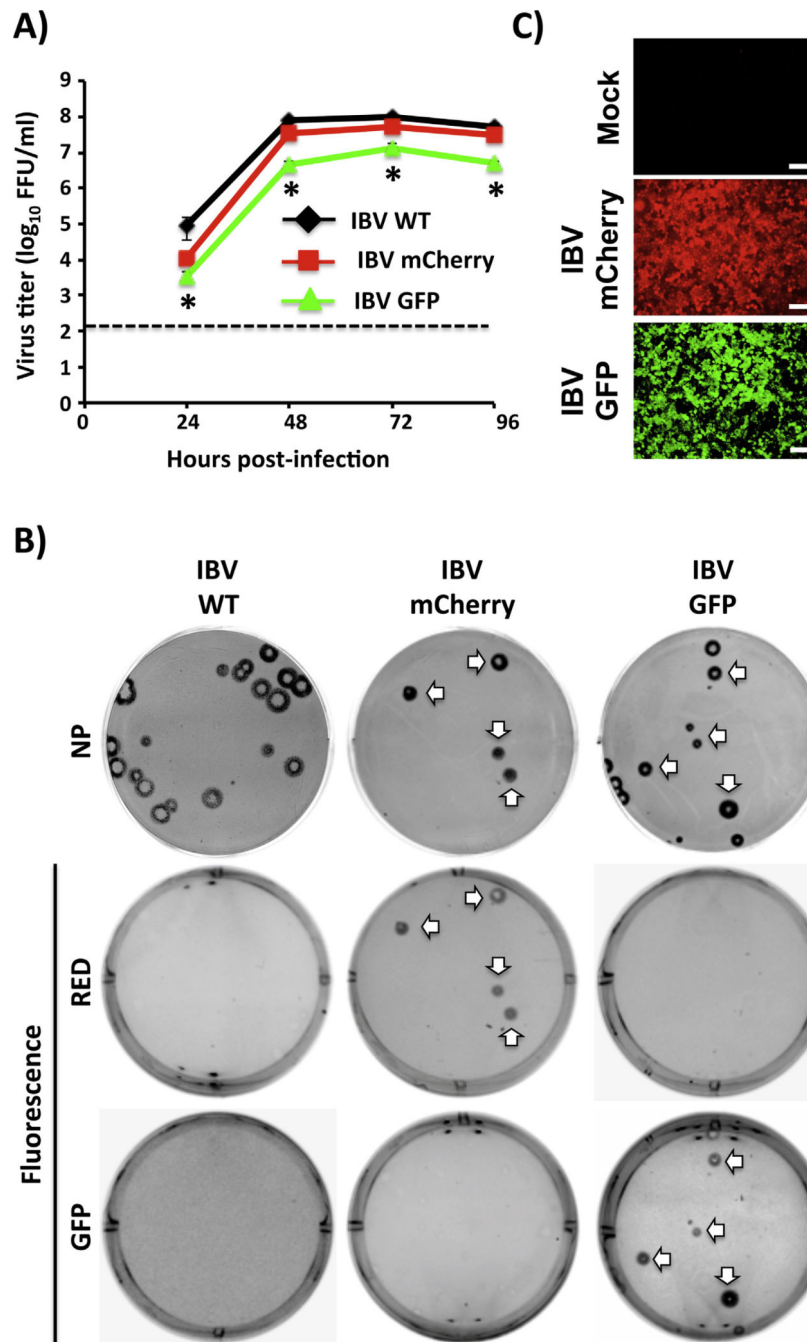 A)
9
8
7
6
5
4
3
2
1
0
Virus titer (log₁₀ FFU/ml)
*
*
*
*
IBV WT
IBV mCherry
IBV GFP
0
24
48
72
96
Hours post-infection
C)
Mock
IBV
mCherry
IBV
GFP
B)
IBV
WT
IBV
mCherry
IBV
GFP
NP
Fluorescence
RED
GFP